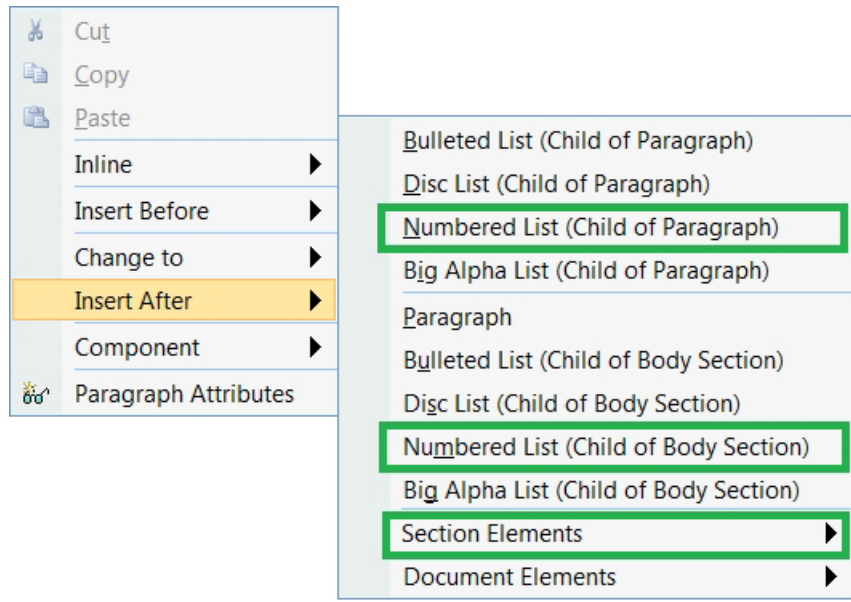 Cut
Copy
Paste
Inline
Insert Before
Change to
Insert After
Component
Paragraph Attributes
Bulleted List (Child of Paragraph)
Disc List (Child of Paragraph)
Numbered List (Child of Paragraph)
Big Alpha List (Child of Paragraph)
Paragraph
Bulleted List (Child of Body Section)
Disc List (Child of Body Section)
Numbered List (Child of Body Section)
Big Alpha List (Child of Body Section)
Section Elements
Document Elements